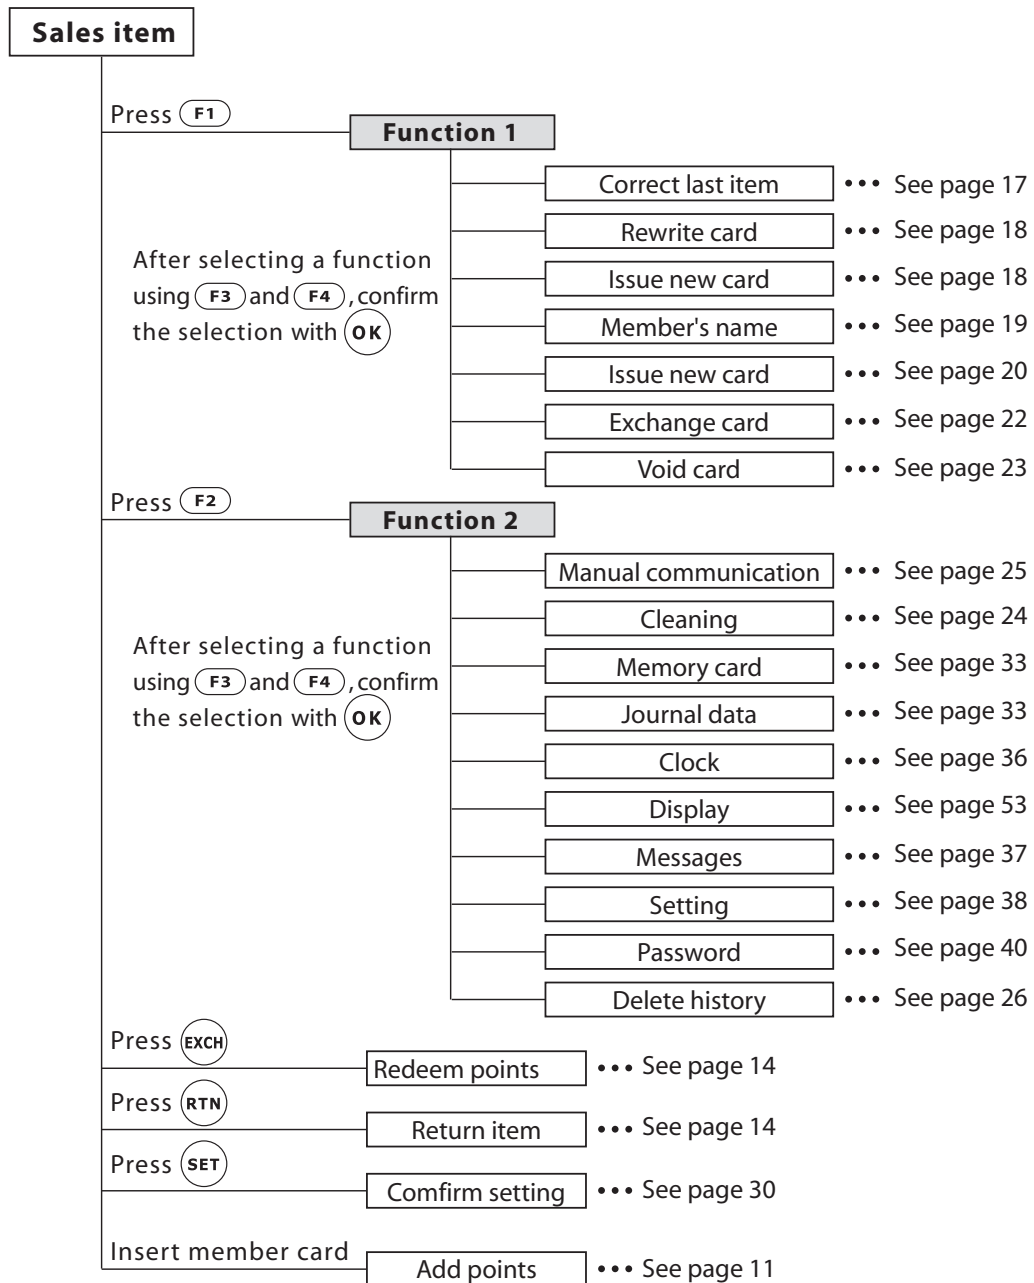 Sales item
Press F1
Function 1
Correct last item ••• See page 17
Rewrite card ••• See page 18
After selecting a function
using F3 and F4, confirm
the selection with OK
Issue new card ••• See page 18
Member's name ••• See page 19
Issue new card ••• See page 20
Exchange card ••• See page 22
Void card ••• See page 23
Press F2
Function 2
Manual communication ••• See page 25
Cleaning ••• See page 24
After selecting a function
using F3 and F4, confirm
the selection with OK
Memory card ••• See page 33
Journal data ••• See page 33
Clock ••• See page 36
Display ••• See page 53
Messages ••• See page 37
Setting ••• See page 38
Password ••• See page 40
Delete history ••• See page 26
Press EXCH
Redeem points ••• See page 14
Press RTN
Return item ••• See page 14
Press SET
Comfirm setting ••• See page 30
Insert member card
Add points ••• See page 11